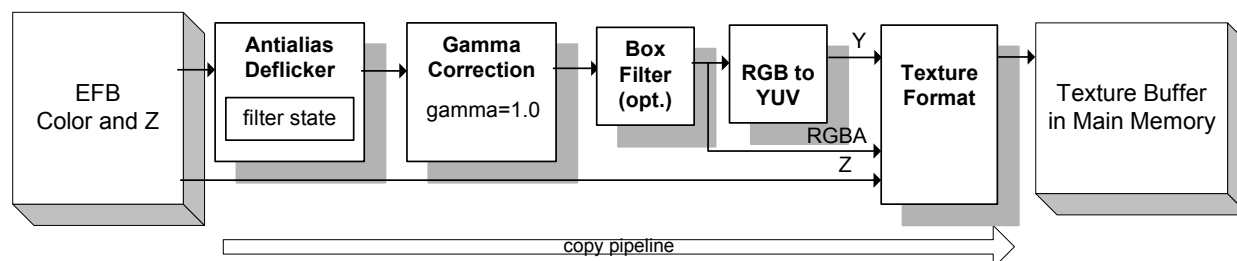 EFB
Color and Z
Antialias
Deflicker
filter state
Gamma
Correction
gamma=1.0
Box
Filter
(opt.)
RGB to
YUV
Y
RGBA
Z
Texture
Format
Texture Buffer
in Main Memory
copy pipeline